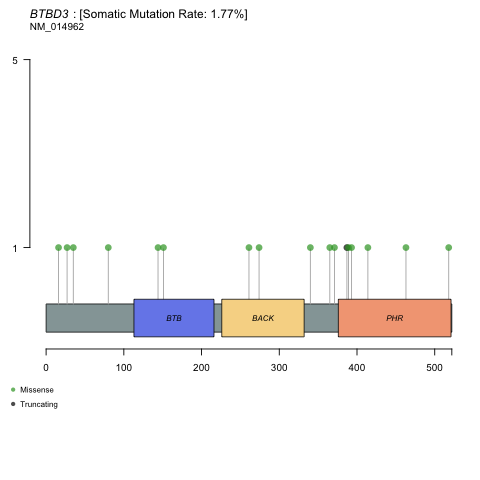 BTBD3 : [Somatic Mutation Rate: 1.77%]
NM_014962
5
1
BTB
BACK
PHR
0 100 200 300 400 500
Missense
Truncating